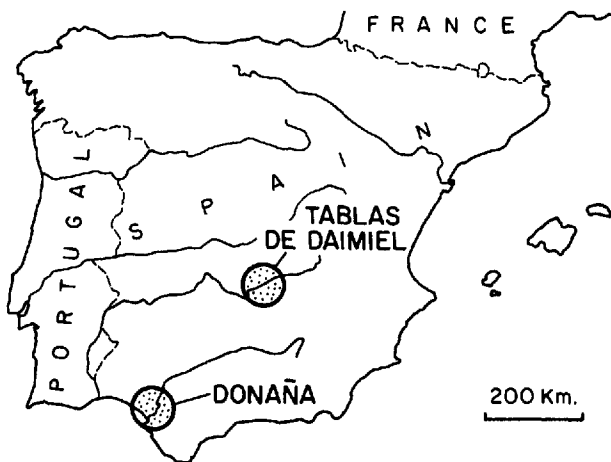 FRANCE
SPAIN
PORTUGAL
TABLAS
DE DAIMIEL
DONAÑA
200 Km.